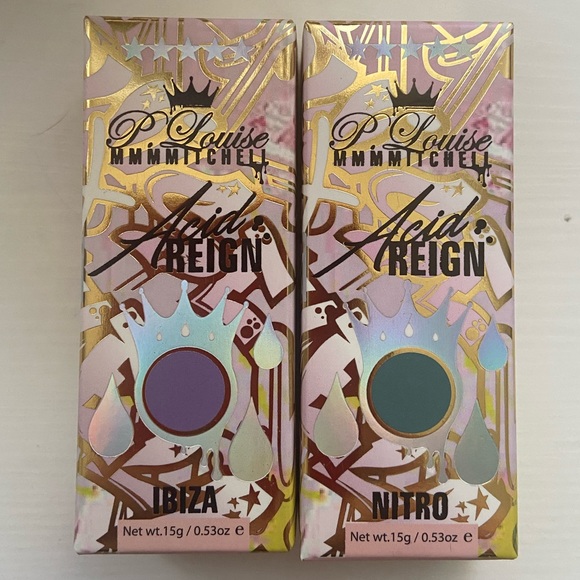 P. Louise
MMMMITCHELL
Acid
REIGN
IBIZA
Net wt.15g / 0.53oz e
P. Louise
MMMMITCHELL
Acid
REIGN
NITRO
Net wt.15g / 0.53oz e